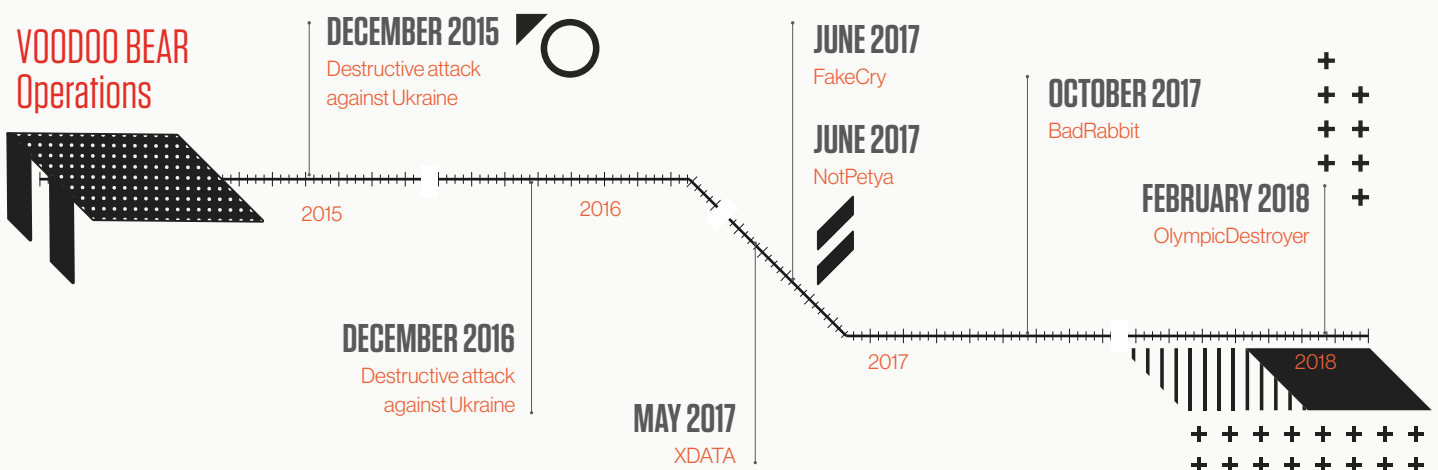 VOODOO BEAR
Operations
DECEMBER 2015
Destructive attack
against Ukraine
JUNE 2017
FakeCry
JUNE 2017
NotPetya
OCTOBER 2017
BadRabbit
FEBRUARY 2018
OlympicDestroyer
2015
2016
DECEMBER 2016
Destructive attack
against Ukraine
MAY 2017
XDATA
2017
2018